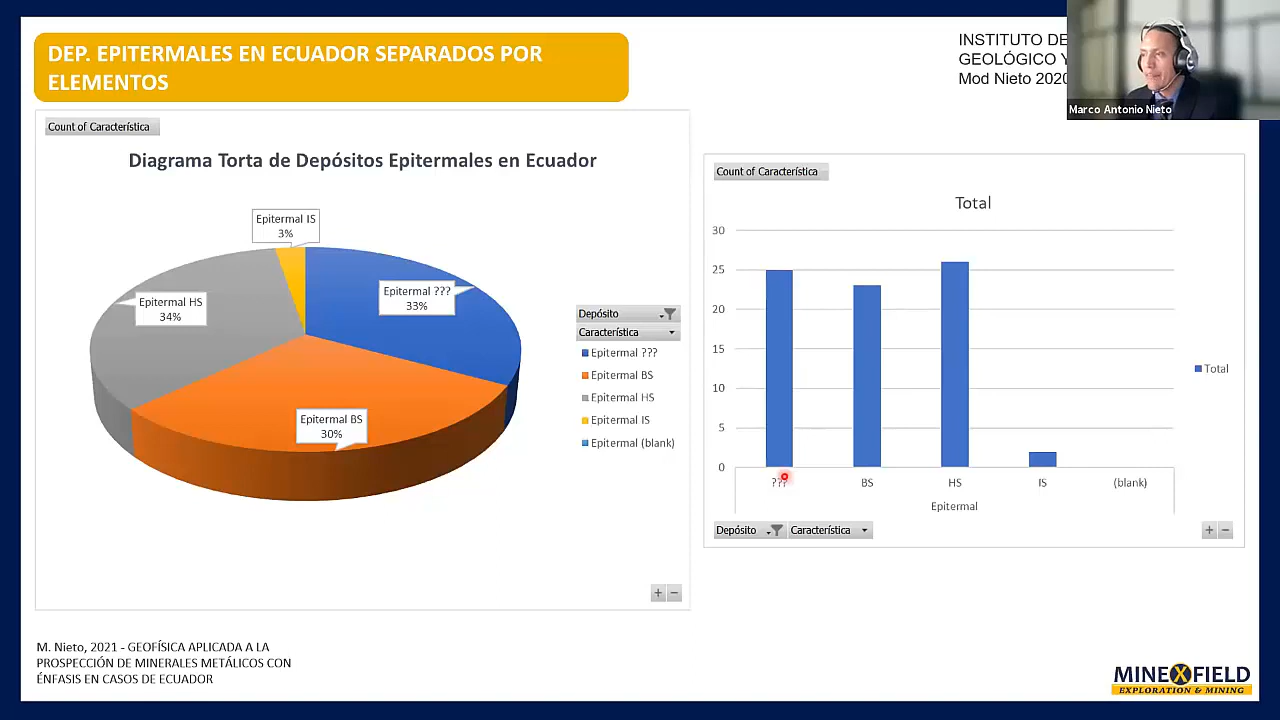 DEP. EPITERMALES EN ECUADOR SEPARADOS POR
ELEMENTOS
INSTITUTO DE
GEOLÓGICO Y
Mod Nieto 2020
Marco Antonio Nieto
Count of Característica
Diagrama Torta de Depósitos Epitermales en Ecuador
Epitermal IS
3%
Epitermal ???
33%
Epitermal HS
34%
Epitermal BS
30%
Depósito
Característica
Epitermal ???
Epitermal BS
Epitermal HS
Epitermal IS
Epitermal (blank)
+ −
Count of Característica
Total
30
25
20
15
10
5
0
??? BS HS IS (blank)
Epitermal
Total
Depósito Característica
+ −
M. Nieto, 2021 - GEOFÍSICA APLICADA A LA
PROSPECCIÓN DE MINERALES METÁLICOS CON
ÉNFASIS EN CASOS DE ECUADOR
MINEXFIELD
EXPLORATION & MINING